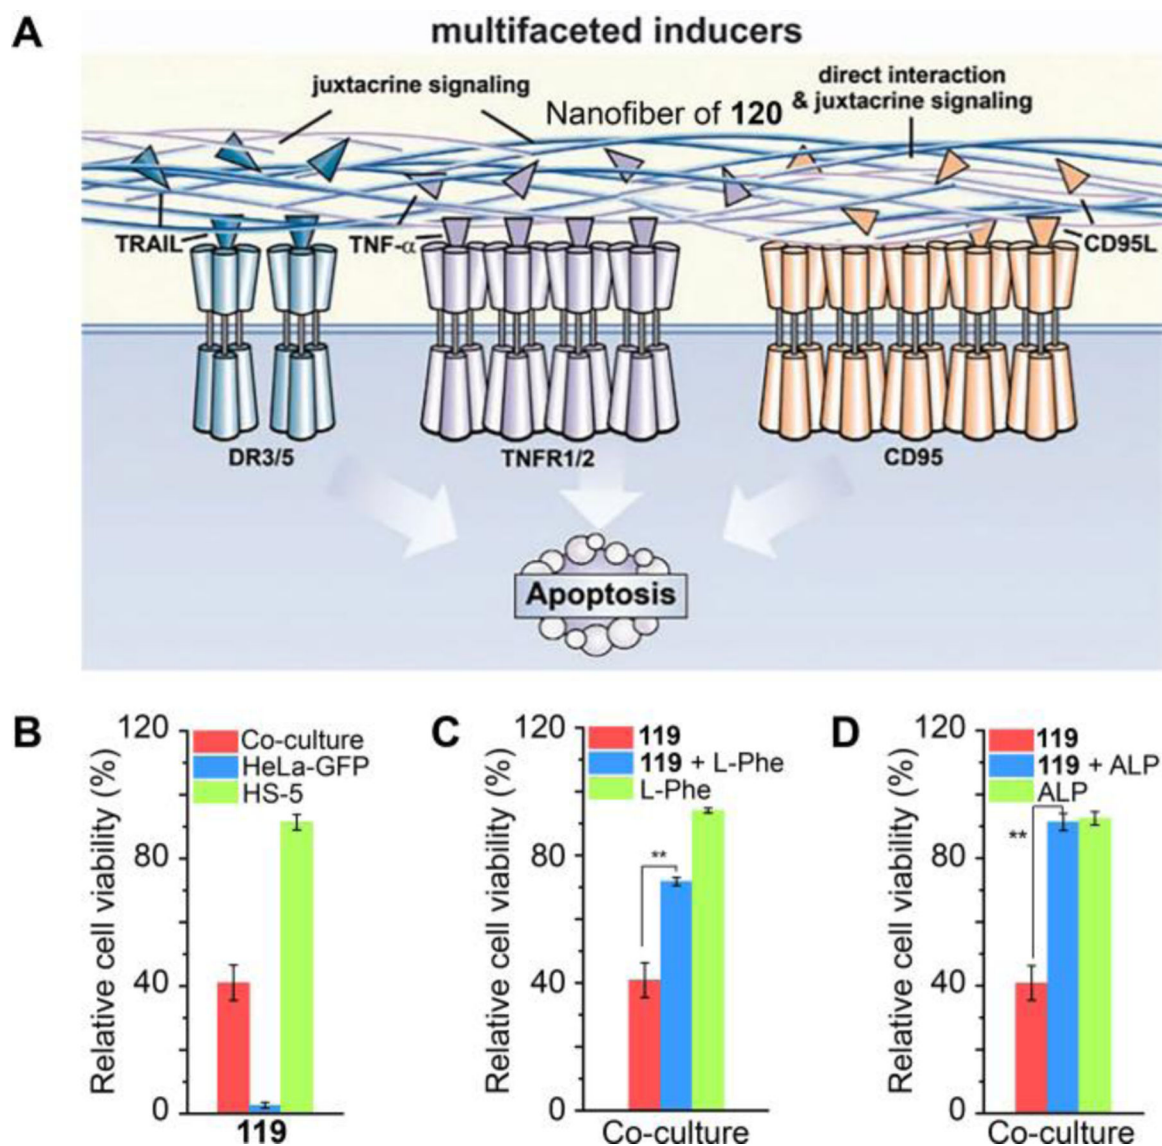 A
multifaceted inducers
juxtacrine signaling
direct interaction
& juxtacrine signaling
Nanofiber of 120
TRAIL
TNF-α
CD95L
DR3/5
TNFR1/2
CD95
Apoptosis
B
Relative cell viability (%)
120
80
40
0
Co-culture
HeLa-GFP
HS-5
119
C
Relative cell viability (%)
120
80
40
0
119
119 + L-Phe
L-Phe
**
Co-culture
D
Relative cell viability (%)
120
80
40
0
119
119 + ALP
ALP
**
Co-culture